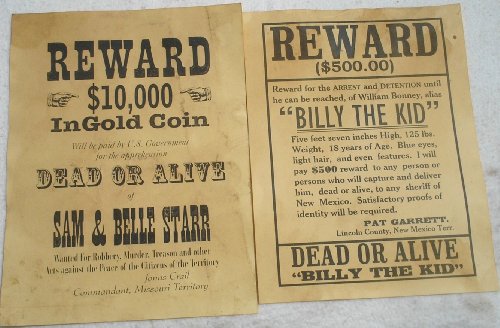 REWARD
$10,000
In Gold Coin
Will be paid by U.S. Government
for the apprehension
DEAD OR ALIVE
of
SAM & BELLE STARR
Wanted For Robbery, Murder, Treason and other
Acts against the Peace of the Citizens of the Territory
Jonas Crail
Commandant, Missouri Territory
REWARD
($500.00)
Reward for the ARREST and DETENTION until
he can be reached, of William Bonney, alias
"BILLY THE KID"
Five feet seven inches High, 125 lbs.
Weight, 18 years of Age. Blue eyes,
light hair, and even features. I will
pay $500 reward to any person or
persons who will capture and deliver
him, dead or alive, to any sheriff of
New Mexico. Satisfactory proofs of
identity will be required.
PAT GARRETT.
Lincoln County, New Mexico Terr.
DEAD OR ALIVE
"BILLY THE KID"